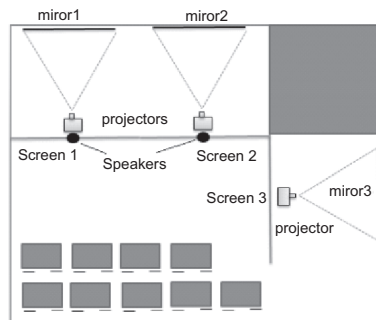 miror1
miror2
projectors
Screen 1
Speakers
Screen 2
Screen 3
miror3
projector